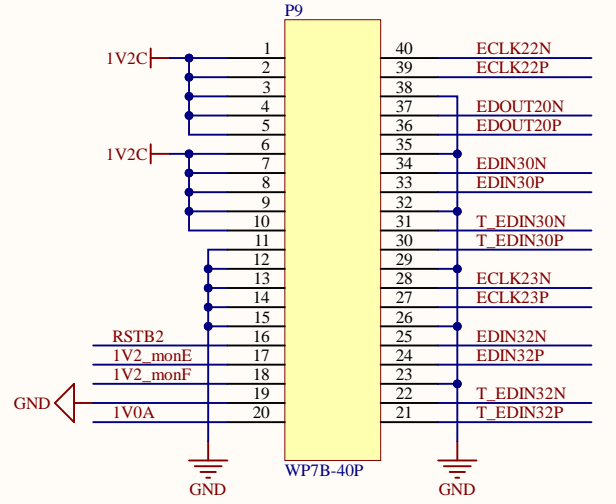 P9
1V2C
1V2C
1
2
3
4
5
6
7
8
9
10
11
12
13
14
15
16
17
18
19
20
RSTB2
1V2_monE
1V2_monF
GND
1V0A
40
39
38
37
36
35
34
33
32
31
30
29
28
27
26
25
24
23
22
21
ECLK22N
ECLK22P
EDOUT20N
EDOUT20P
EDIN30N
EDIN30P
T_EDIN30N
T_EDIN30P
ECLK23N
ECLK23P
EDIN32N
EDIN32P
T_EDIN32N
T_EDIN32P
WP7B-40P
GND
GND